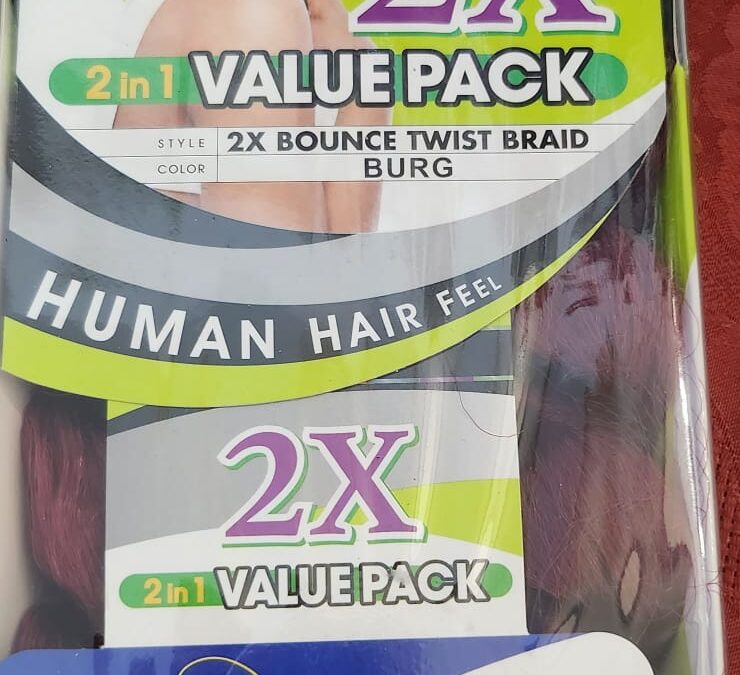 2X
2 in 1 VALUE PACK
STYLE 2X BOUNCE TWIST BRAID
COLOR BURG
HUMAN HAIR FEEL
2X
2 in 1 VALUE PACK